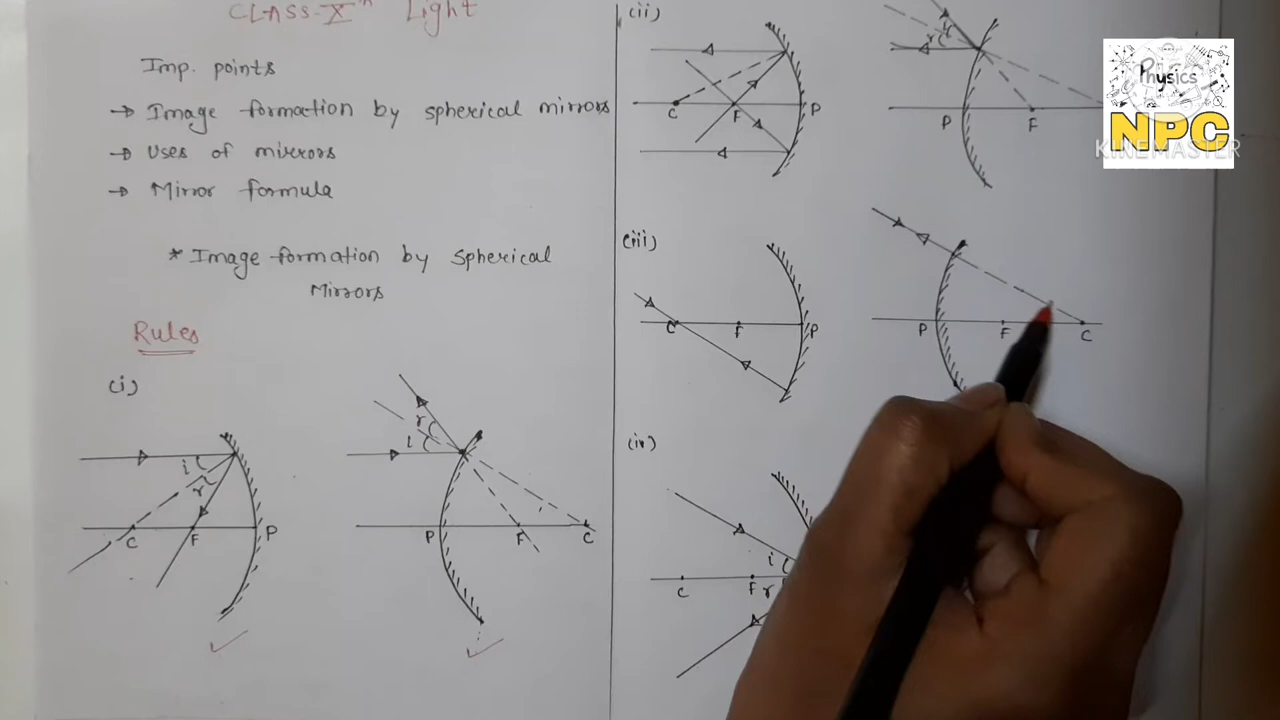 CLASS-Xth Light
Imp. points
→ Image formation by spherical mirrors
→ Uses of mirrors
→ Mirror formula
* Image formation by spherical
Mirrors
Rules
(i)
i
r
C F P
r
i
P F C
(ii)
C F P
r i
P F
(iii)
C F P
P F C
(iv)
i
C F r
Physics
NPC
KINEMASTER